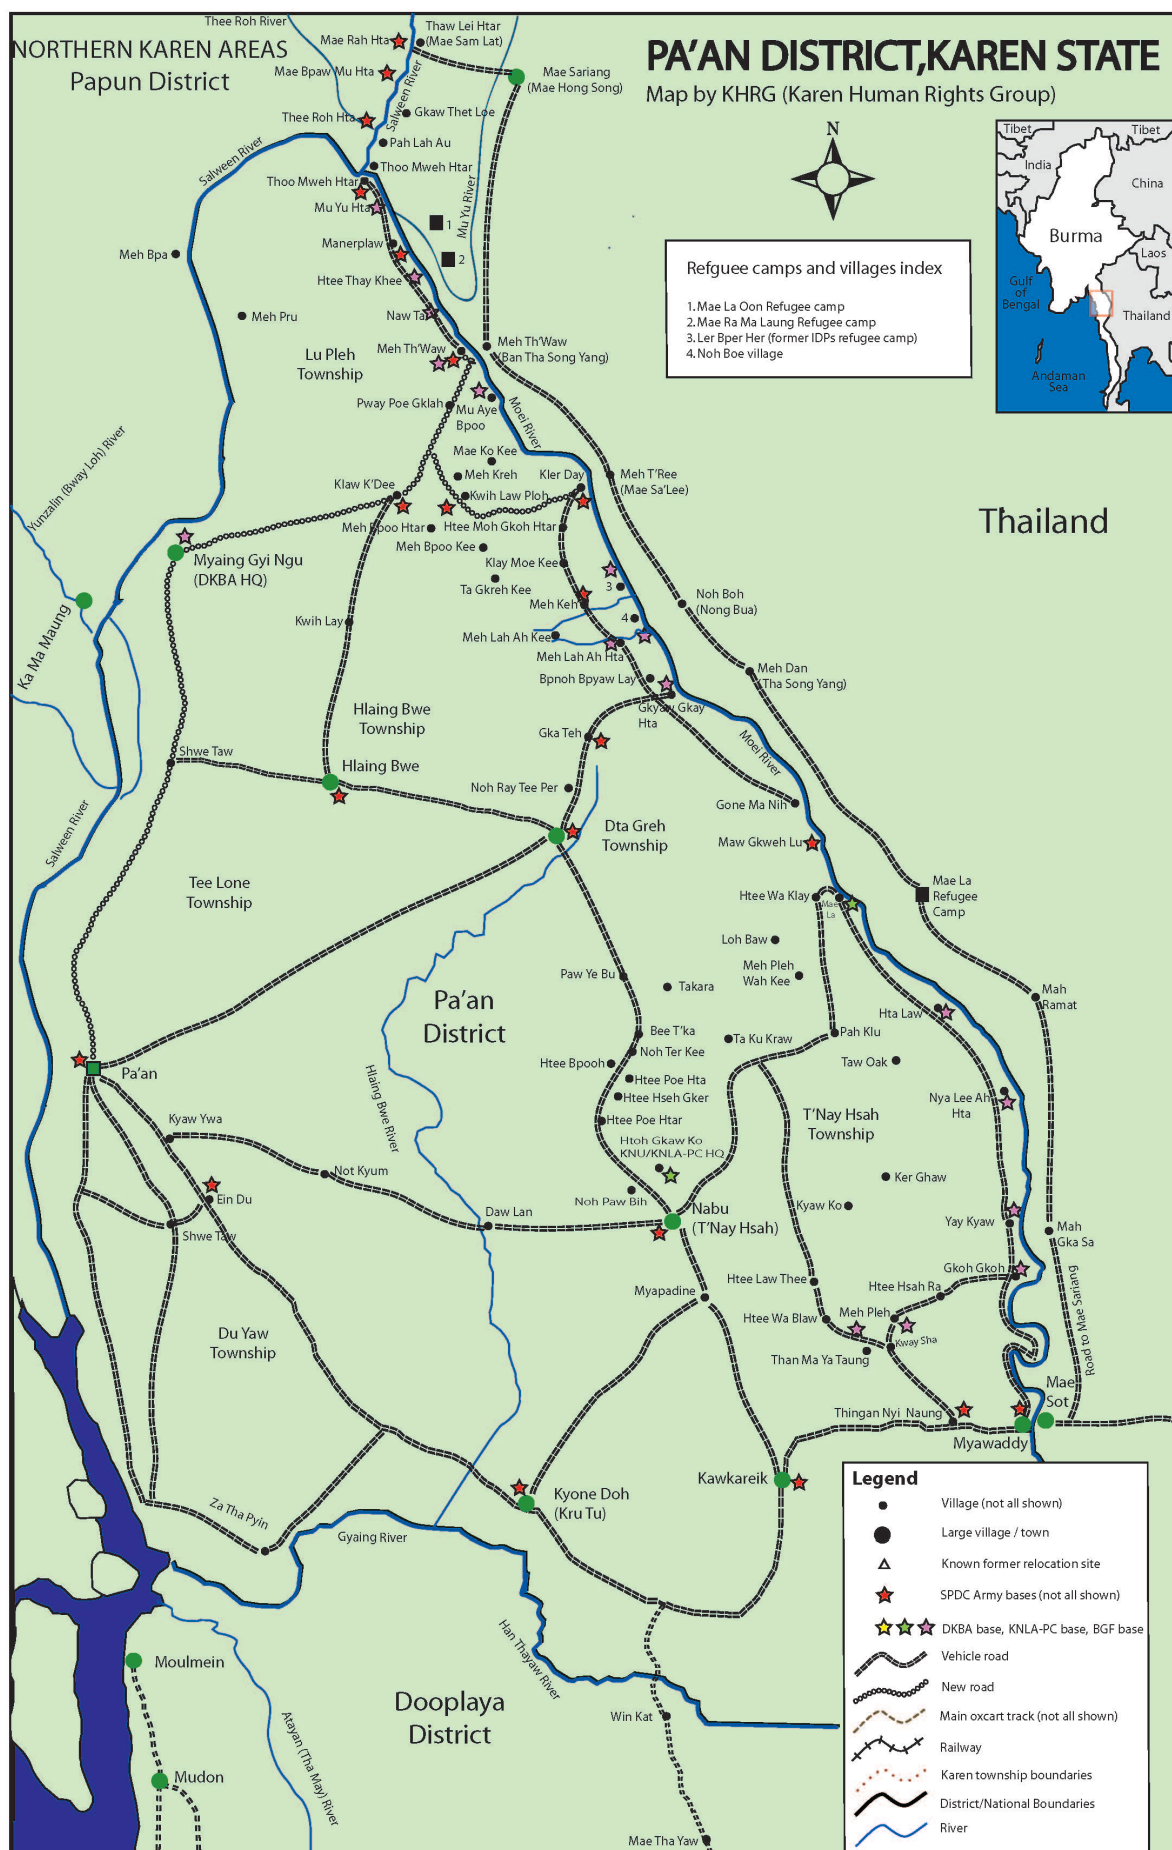 Thee Roh River
NORTHERN KAREN AREAS
Papun District
PA'AN DISTRICT,KAREN STATE
Map by KHRG (Karen Human Rights Group)
Mae Rah Hta
Thaw Lei Htar
(Mae Sam Lat)
Mae Bpaw Mu Hta
Mae Sariang
(Mae Hong Song)
Salween River
Gkaw Thet Loe
Thee Roh Hta
Pah Lah Au
Salween River
Thoo Mweh Htar
Thoo Mweh Htar
Mu Yu Hta
Mu Yu River
1
2
Manerplaw
Meh Bpa
Htee Thay Khee
Meh Pru
Naw Ta
N
Tibet
Tibet
India
China
Burma
Laos
Gulf
of
Bengal
Thailand
Andaman
Sea
Refguee camps and villages index
1.Mae La Oon Refugee camp
2.Mae Ra Ma Laung Refugee camp
3.Ler Bper Her (former IDPs refugee camp)
4.Noh Boe village
Lu Pleh
Township
Meh Th'Waw
Meh Th'Waw
(Ban Tha Song Yang)
Pway Poe Gklah
Mu Aye
Bpoo
Moei River
Mae Ko Kee
Meh Kreh
Kler Day
Meh T'Ree
(Mae Sa'Lee)
Yunzalin (Bway Loh) River
Klaw K'Dee
Kwih Law Ploh
Thailand
Meh Bpoo Htar
Htee Moh Gkoh Htar
Myaing Gyi Ngu
(DKBA HQ)
Meh Bpoo Kee
Klay Moe Kee
Ta Gkreh Kee
3
Meh Keh
Noh Boh
(Nong Bua)
Ka Ma Maung
Kwih Lay
4
Meh Lah Ah Kee
Meh Lah Ah Hta
Bpnoh Bpyaw Lay
Meh Dan
(Tha Song Yang)
Hlaing Bwe
Township
Gkyaw Gkay
Hta
Gka Teh
Moei River
Shwe Taw
Hlaing Bwe
Noh Ray Tee Per
Gone Ma Nih
Salween River
Dta Greh
Township
Maw Gkweh Lu
Tee Lone
Township
Htee Wa Klay
Mae
La
Mae La
Refugee
Camp
Loh Baw
Meh Pleh
Wah Kee
Paw Ye Bu
Takara
Pa'an
District
Mah
Ramat
Hta Law
Bee T'ka
Ta Ku Kraw
Pah Klu
Noh Ter Kee
Htee Bpooh
Taw Oak
Pa'an
Htee Poe Hta
Htee Hseh Gker
Nya Lee Ah
Hta
Hlaing Bwe River
Htee Poe Htar
T'Nay Hsah
Township
Kyaw Ywa
Htoh Gkaw Ko
KNU/KNLA-PC HQ
Not Kyum
Ker Ghaw
Ein Du
Noh Paw Bih
Kyaw Ko
Daw Lan
Nabu
(T'Nay Hsah)
Yay Kyaw
Mah
Gka Sa
Shwe Taw
Gkoh Gkoh
Htee Law Thee
Htee Hsah Ra
Myapadine
Htee Wa Blaw
Meh Pleh
Road to Mae Sariang
Du Yaw
Township
Kway Sha
Than Ma Ya Taung
Mae
Sot
Thingan Nyi Naung
Myawaddy
Kawkareik
Kyone Doh
(Kru Tu)
Za Tha Pyin
Gyaing River
Han Thayaw River
Moulmein
Dooplaya
District
Atayan (Tha May) River
Win Kat
Mudon
Mae Tha Yaw
Legend
Village (not all shown)
Large village / town
Known former relocation site
SPDC Army bases (not all shown)
DKBA base, KNLA-PC base, BGF base
Vehicle road
New road
Main oxcart track (not all shown)
Railway
Karen township boundaries
District/National Boundaries
River